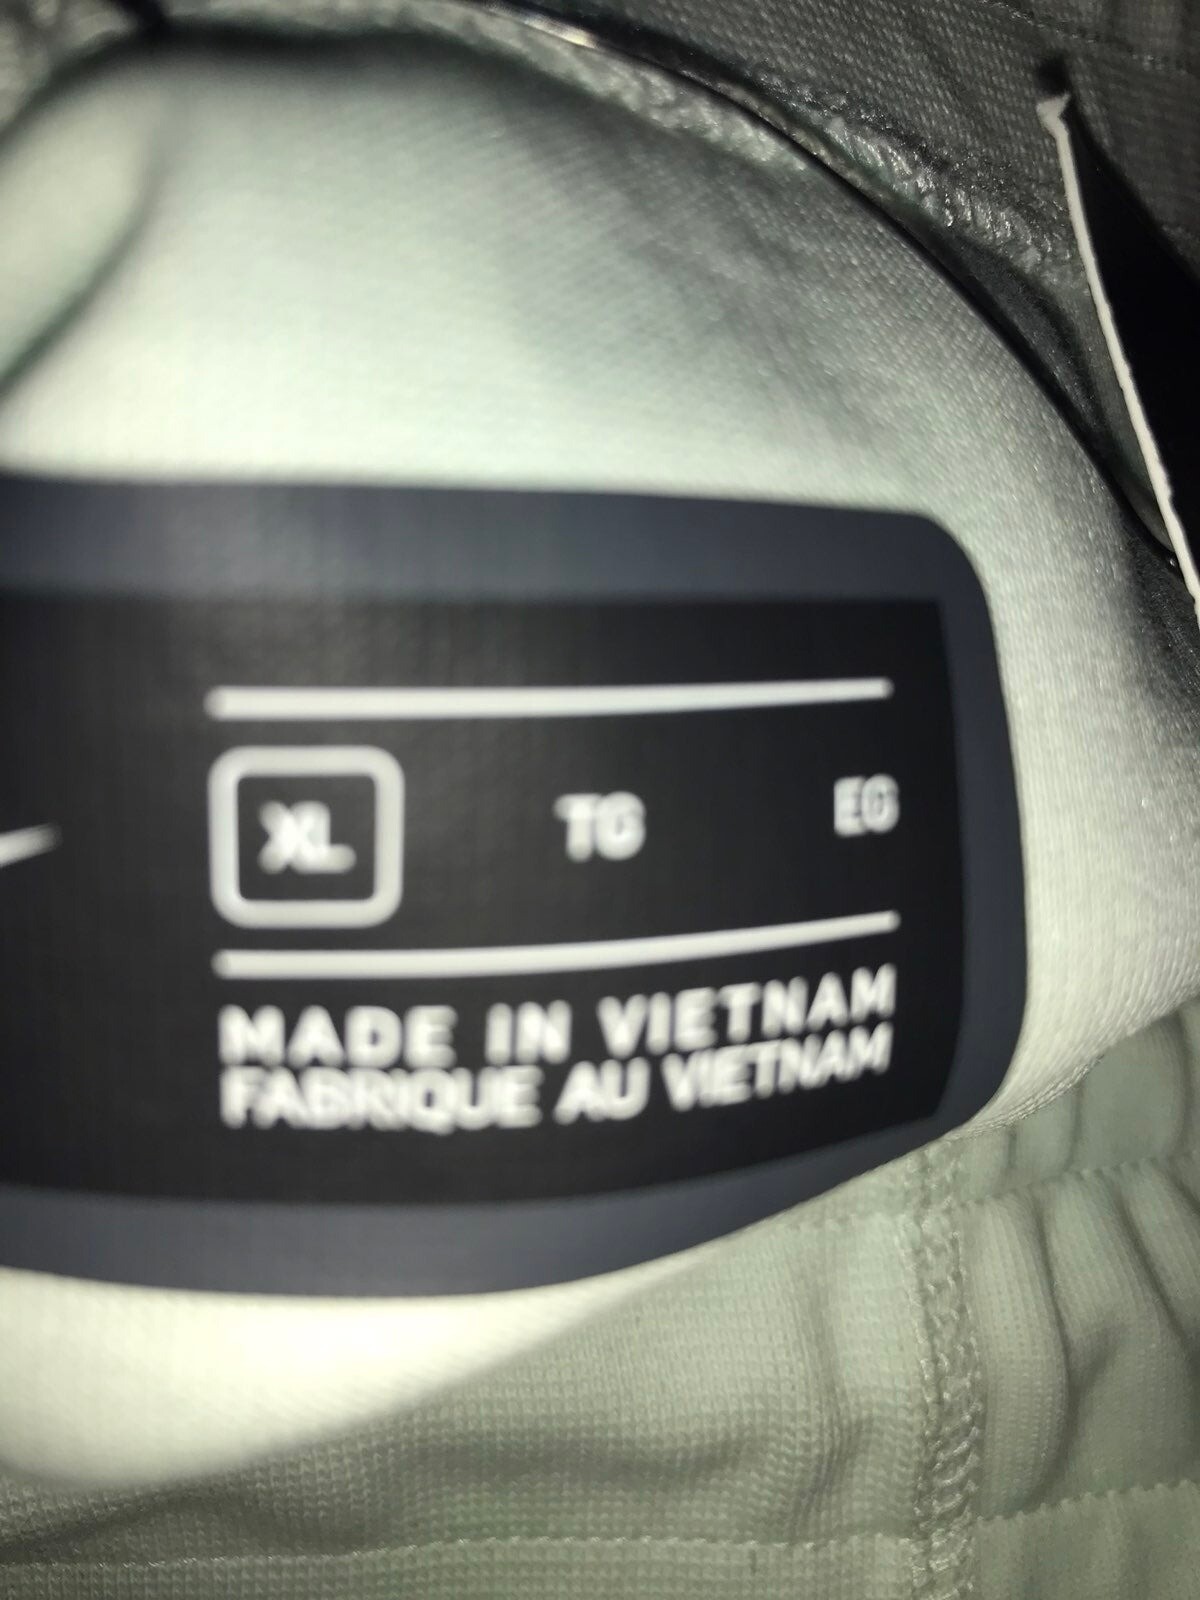 XL TG EG
MADE IN VIETNAM
FABRIQUE AU VIETNAM